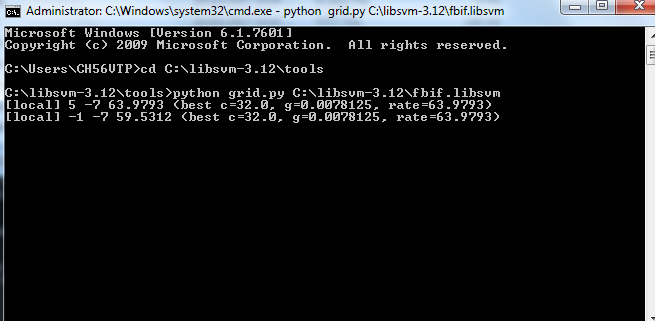 Administrator: C:\Windows\system32\cmd.exe - python  grid.py C:\libsvm-3.12\fbif.libsvm
Microsoft Windows [Version 6.1.7601]
Copyright (c) 2009 Microsoft Corporation.  All rights reserved.
C:\Users\CH56VTP>cd C:\libsvm-3.12\tools
C:\libsvm-3.12\tools>python grid.py C:\libsvm-3.12\fbif.libsvm
[local] 5 -7 63.9793 (best c=32.0, g=0.0078125, rate=63.9793)
[local] -1 -7 59.5312 (best c=32.0, g=0.0078125, rate=63.9793)